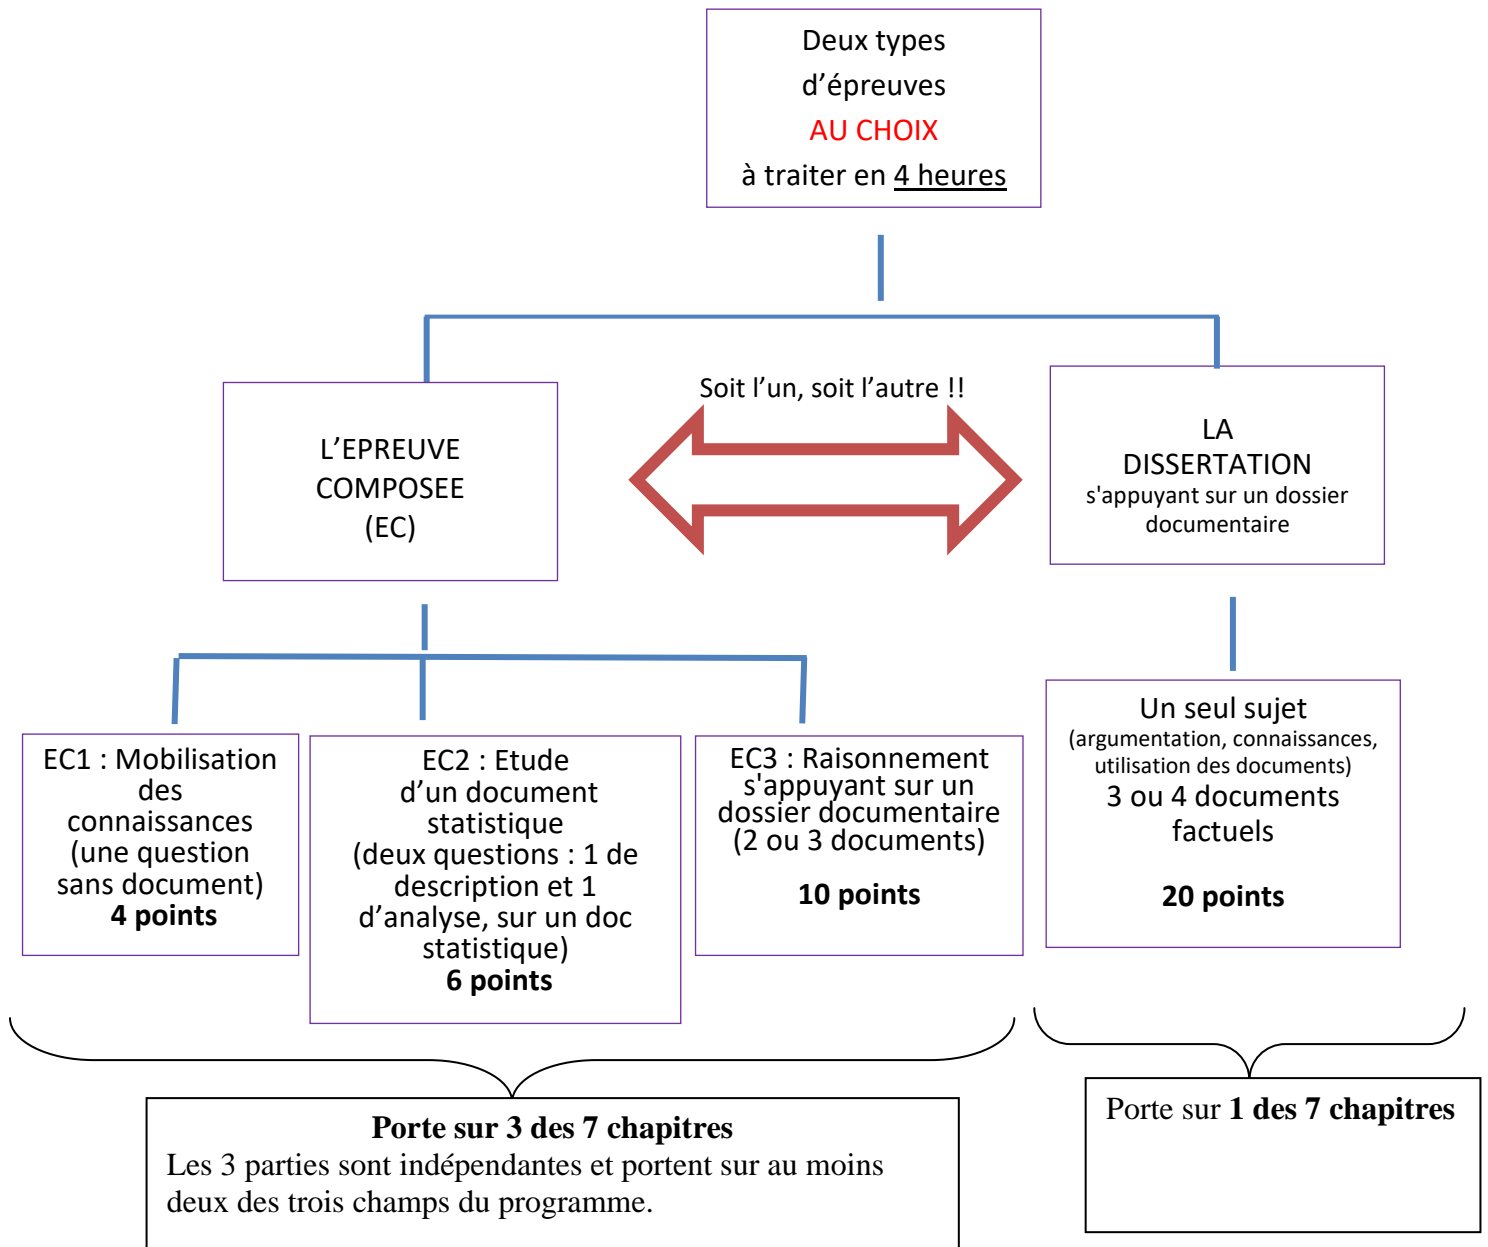 Deux types
d’épreuves
AU CHOIX
à traiter en 4 heures
Soit l’un, soit l’autre !!
L’EPREUVE
COMPOSEE
(EC)
LA
DISSERTATION
s'appuyant sur un dossier
documentaire
EC1 : Mobilisation
des
connaissances
(une question
sans document)
4 points
EC2 : Etude
d’un document
statistique
(deux questions : 1 de
description et 1
d’analyse, sur un doc
statistique)
6 points
EC3 : Raisonnement
s'appuyant sur un
dossier documentaire
(2 ou 3 documents)
10 points
Un seul sujet
(argumentation, connaissances,
utilisation des documents)
3 ou 4 documents
factuels
20 points
Porte sur 3 des 7 chapitres
Les 3 parties sont indépendantes et portent sur au moins
deux des trois champs du programme.
Porte sur 1 des 7 chapitres